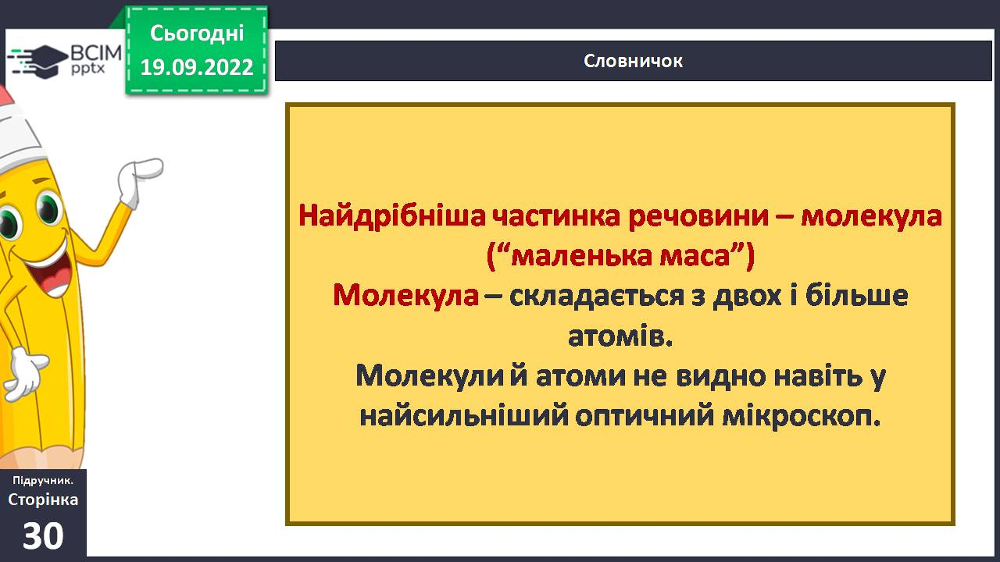 Сьогодні
19.09.2022
BCIM
pptx
Словничок
Найдрібніша частинка речовини – молекула
(“маленька маса”)
Молекула – складається з двох і більше
атомів.
Молекули й атоми не видно навіть у
найсильніший оптичний мікроскоп.
Підручник.
Сторінка
30